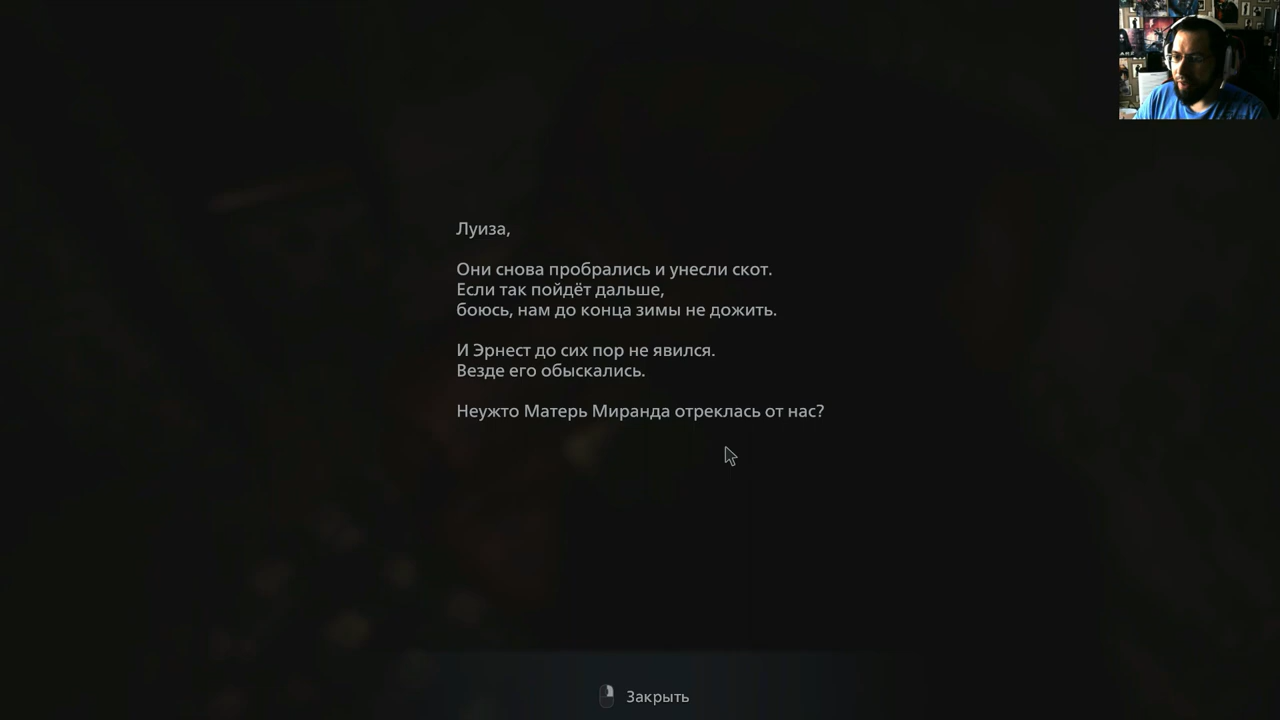 Луиза,
Они снова пробрались и унесли скот.
Если так пойдёт дальше,
боюсь, нам до конца зимы не дожить.
И Эрнест до сих пор не явился.
Везде его обыскались.
Неужто Матерь Миранда отреклась от нас?
Закрыть